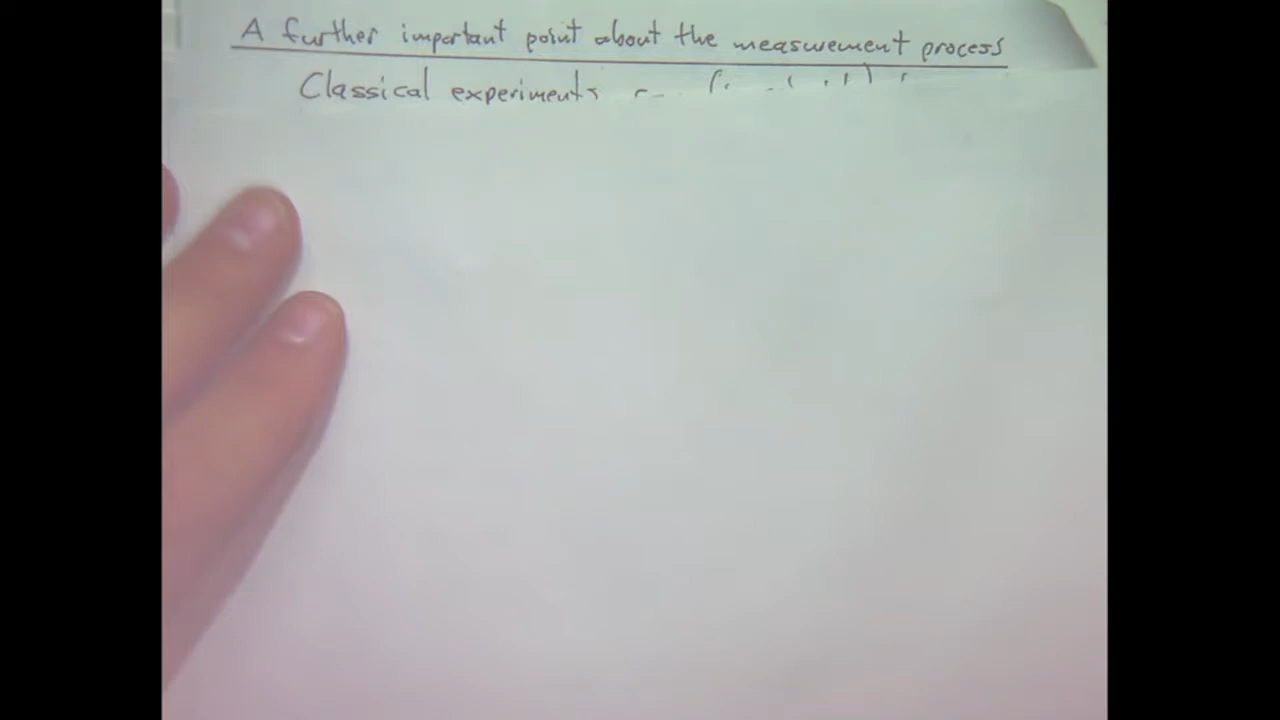 A further important point about the measurement process
Classical experiments